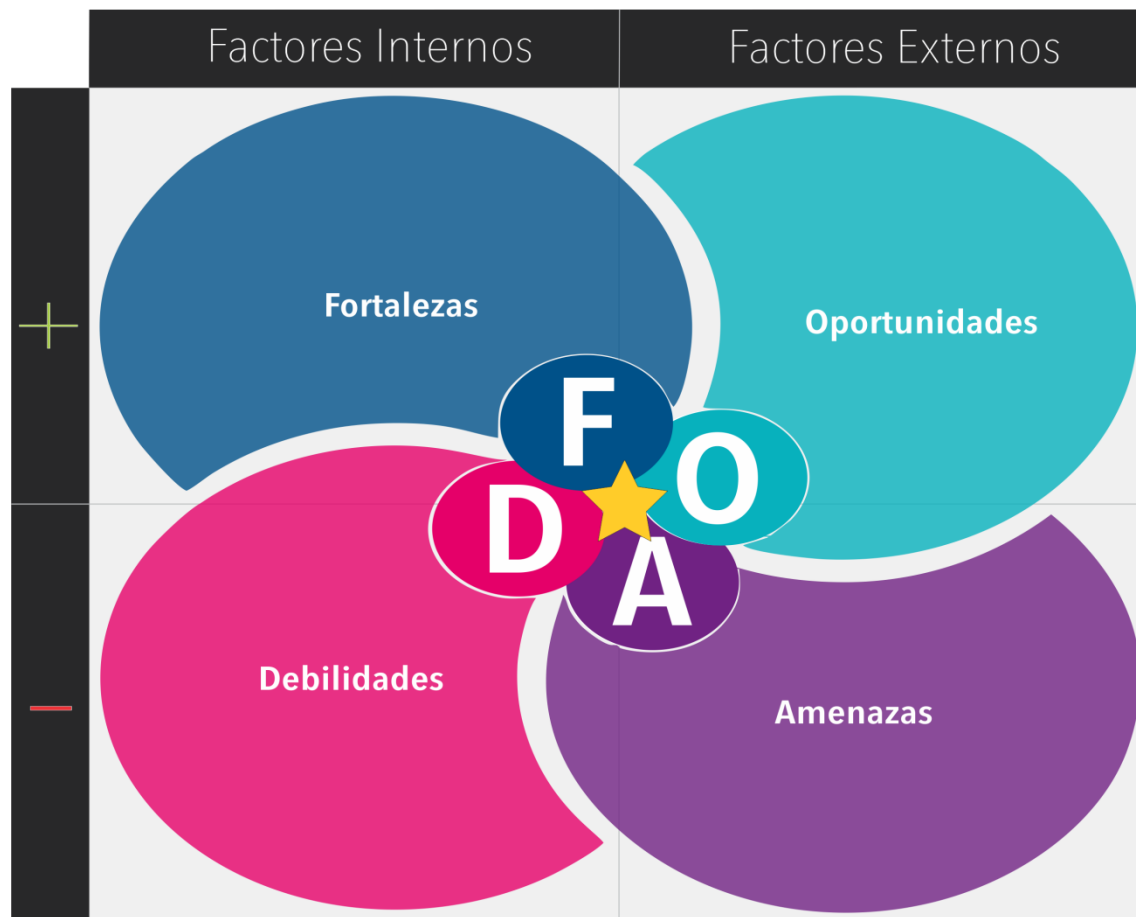 Factores Internos
Factores Externos
+
Fortalezas
Oportunidades
F
O
D
A
Debilidades
Amenazas
−